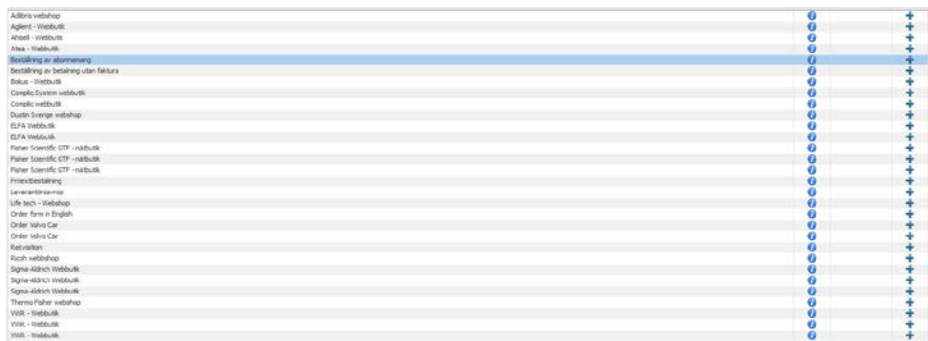 Adlibris webshop
Agilent - Webbutik
Ahlsell - Webbutik
Atea - Webbutik
Beställning av abonnemang
Beställning av betalning utan faktura
Bokus - Webbutik
Complic System webbutik
Complic webbutik
Dustin Sverige webshop
ELFA Webbutik
ELFA Webbutik
Fisher Scientific GTF -nätbutik
Fisher Scientific GTF -nätbutik
Fisher Scientific GTF -nätbutik
Fritextbeställning
Leverantörsavrop
Life tech - Webshop
Order form in English
Order Volvo Car
Order Volvo Car
Ricoh webbshop
Sigma-Aldrich Webbutik
Sigma-Aldrich Webbutik
Sigma-Aldrich Webbutik
Thermo Fisher webshop
VWR - Webbutik
VWR - Webbutik
VWR - Webbutik